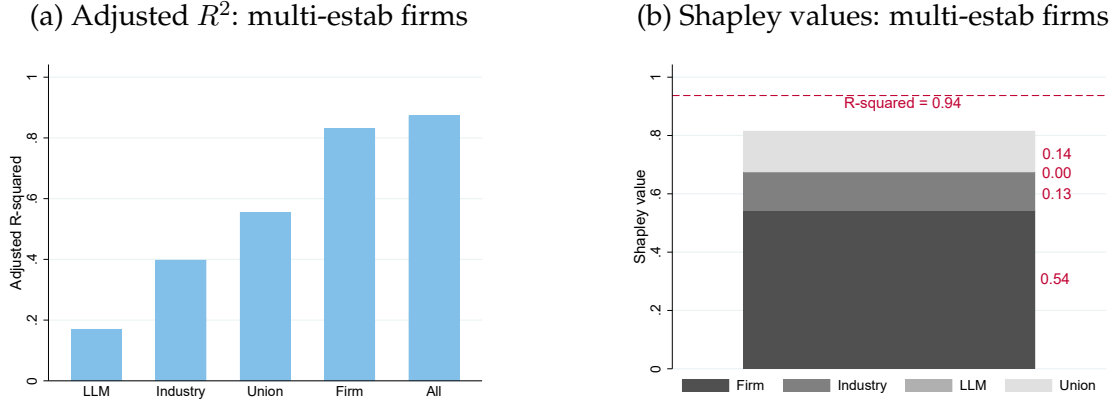 (a) Adjusted R²: multi-estab firms
Adjusted R-squared
1
.8
.6
.4
.2
0
LLM Industry Union Firm All
(b) Shapley values: multi-estab firms
Shapley value
1
.8
.6
.4
.2
0
R-squared = 0.94
0.14
0.00
0.13
0.54
Firm Industry LLM Union